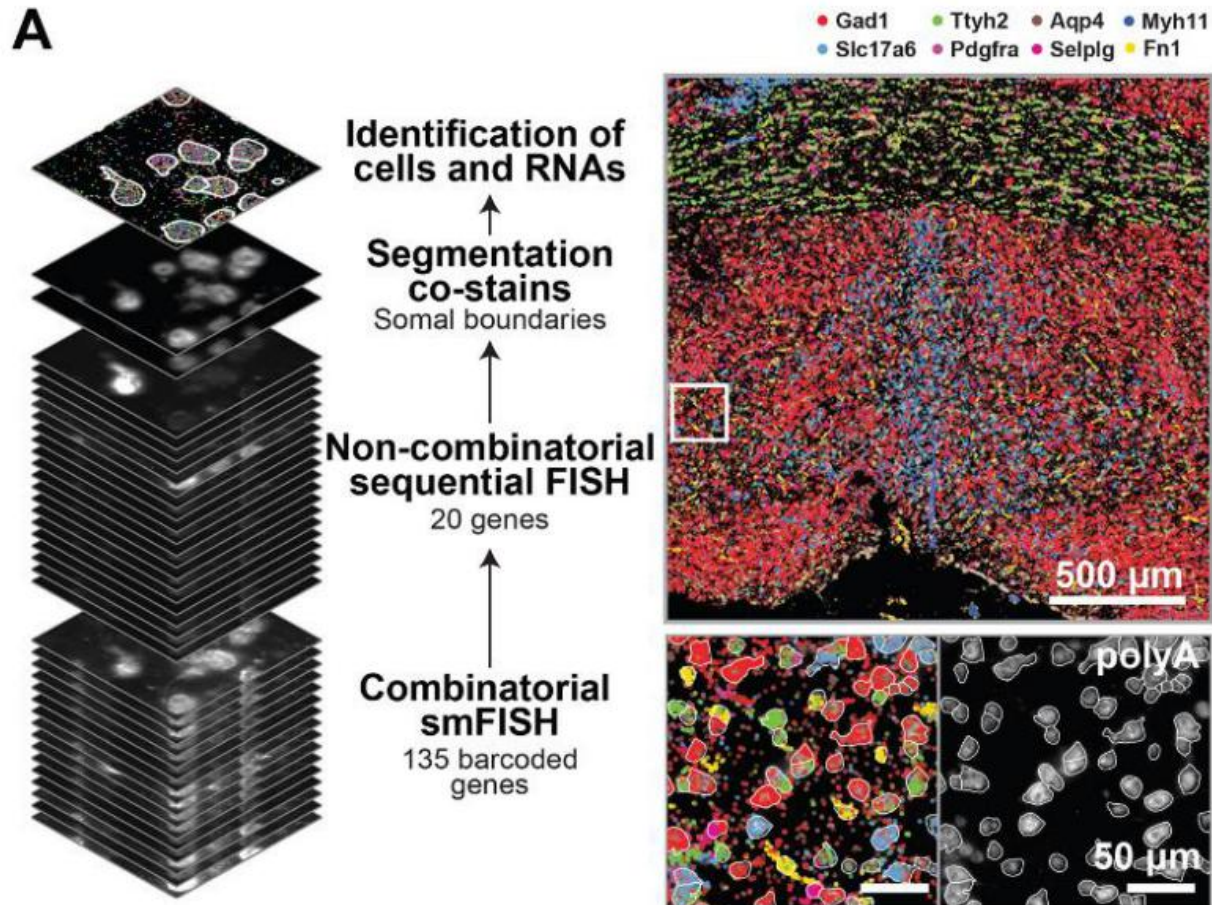 A
Gad1 Ttyh2 Aqp4 Myh11
Slc17a6 Pdgfra Selplg Fn1
Identification of
cells and RNAs
Segmentation
co-stains
Somal boundaries
Non-combinatorial
sequential FISH
20 genes
Combinatorial
smFISH
135 barcoded
genes
500 µm
polyA
50 µm